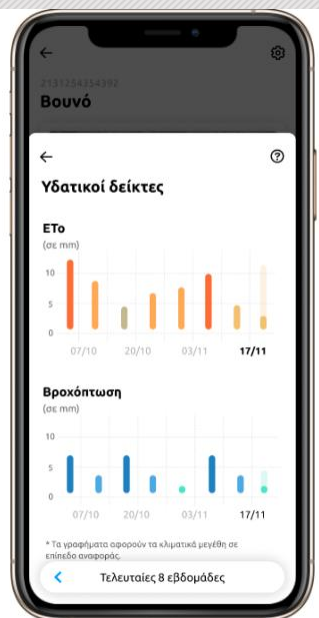 2131254254392
Βουνό
Υδατικοί δείκτες
ETo
(σε mm)
10
5
0
07/10 20/10 03/11 17/11
Βροχόπτωση
(σε mm)
10
5
0
07/10 20/10 03/11 17/11
* Τα γραφήματα αφορούν τα κλιματικά μεγέθη σε
επίπεδο αναφοράς.
Τελευταίες 8 εβδομάδες